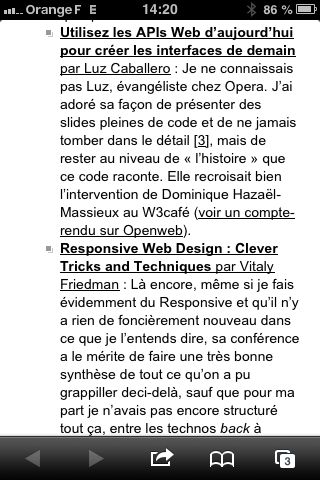 Orange F E 14:20 86 %
Utilisez les APIs Web d'aujourd'hui
pour créer les interfaces de demain
par Luz Caballero : Je ne connaissais
pas Luz, évangéliste chez Opera. J'ai
adoré sa façon de présenter des
slides pleines de code et de ne jamais
tomber dans le détail [3], mais de
rester au niveau de « l'histoire » que
ce code raconte. Elle recroisait bien
l'intervention de Dominique Hazaël-
Massieux au W3café (voir un compte-
rendu sur Openweb).
Responsive Web Design : Clever
Tricks and Techniques par Vitaly
Friedman : Là encore, même si je fais
évidemment du Responsive et qu'il n'y
a rien de foncièrement nouveau dans
ce que je l'entends dire, sa conférence
a le mérite de faire une très bonne
synthèse de tout ce qu'on a pu
grappiller deci-delà, sauf que pour ma
part je n'avais pas encore structuré
tout ça, entre les technos back à
3